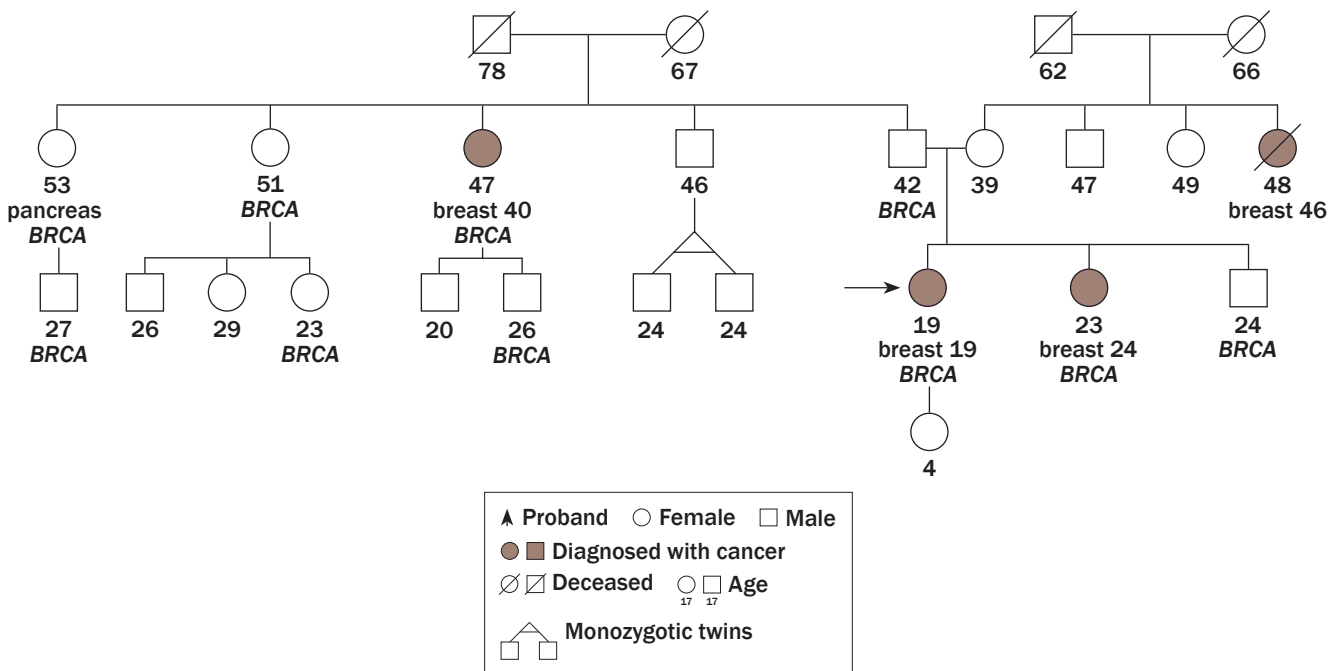 78 67 62 66
53 51 47 46 42 39 47 49 48
pancreas BRCA breast 40 BRCA breast 46
BRCA BRCA
27 26 29 23 20 26 24 24 19 23 24
BRCA BRCA BRCA breast 19 breast 24 BRCA
BRCA BRCA
4
Proband Female Male
Diagnosed with cancer
Deceased 17 17 Age
Monozygotic twins